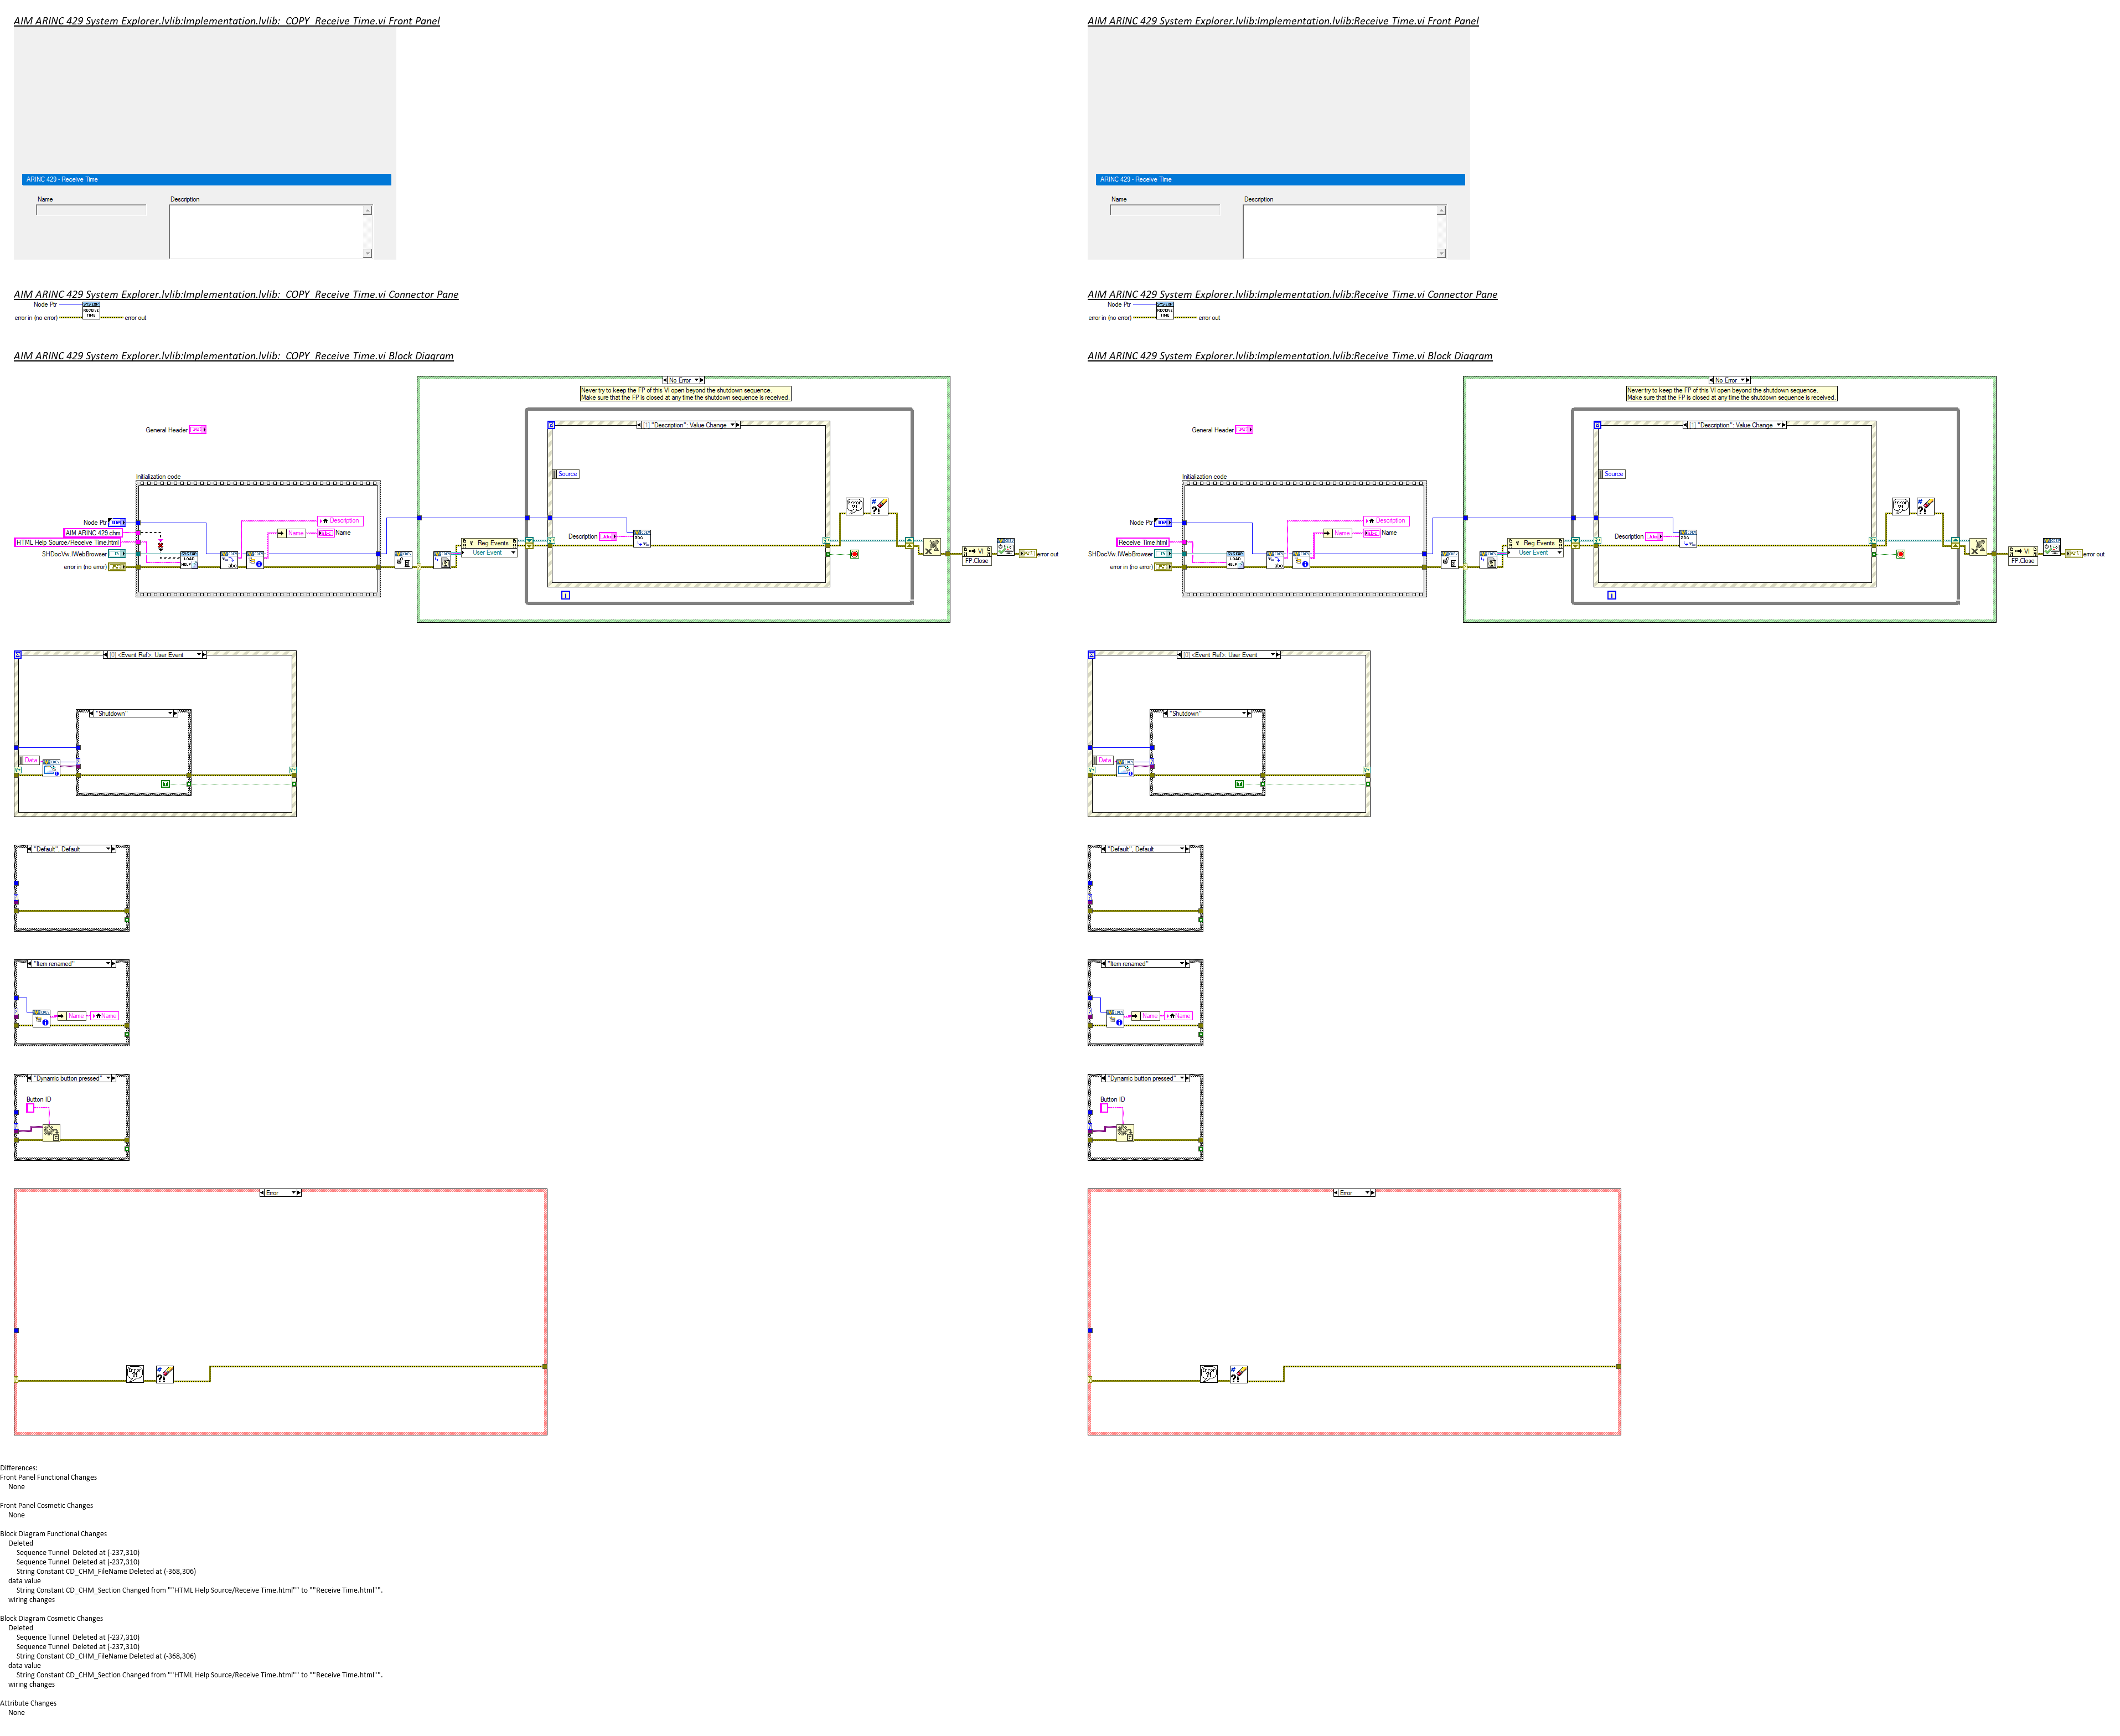 AIM ARINC 429 System Explorer.lvlib:Implementation.lvlib:_COPY_Receive Time.vi Front Panel
ARINC 429 - Receive Time
Name
Description
AIM ARINC 429 System Explorer.lvlib:Implementation.lvlib:_COPY_Receive Time.vi Connector Pane
Node Ptr
RECEIVE
TIME
error in (no error)
error out
AIM ARINC 429 System Explorer.lvlib:Implementation.lvlib:_COPY_Receive Time.vi Block Diagram
No Error
Never try to keep the FP of this VI open beyond the shutdown sequence.
Make sure that the FP is closed at any time the shutdown sequence is received.
General Header
[1] "Description": Value Change
Source
Initialization code
Node Ptr
AIM ARINC 429.chm
HTML Help Source/Receive Time.html
SHDocVw.IWebBrowser
error in (no error)
LOAD
HELP
Description
Name
Name
Reg Events
User Event
Description
abc
VI
FP.Close
error out
[0] <Event Ref>: User Event
"Shutdown"
Data
"Default", Default
"Item renamed"
Name
Name
"Dynamic button pressed"
Button ID
Error
AIM ARINC 429 System Explorer.lvlib:Implementation.lvlib:Receive Time.vi Front Panel
ARINC 429 - Receive Time
Name
Description
AIM ARINC 429 System Explorer.lvlib:Implementation.lvlib:Receive Time.vi Connector Pane
Node Ptr
RECEIVE
TIME
error in (no error)
error out
AIM ARINC 429 System Explorer.lvlib:Implementation.lvlib:Receive Time.vi Block Diagram
No Error
Never try to keep the FP of this VI open beyond the shutdown sequence.
Make sure that the FP is closed at any time the shutdown sequence is received.
General Header
[1] "Description": Value Change
Source
Initialization code
Node Ptr
Receive Time.html
SHDocVw.IWebBrowser
error in (no error)
HELP
Description
Name
Name
Reg Events
User Event
Description
abc
VI
FP.Close
error out
[0] <Event Ref>: User Event
"Shutdown"
Data
"Default", Default
"Item renamed"
Name
Name
"Dynamic button pressed"
Button ID
Error
Differences:
Front Panel Functional Changes
None
Front Panel Cosmetic Changes
None
Block Diagram Functional Changes
Deleted
Sequence Tunnel  Deleted at (-237,310)
Sequence Tunnel  Deleted at (-237,310)
String Constant CD_CHM_FileName Deleted at (-368,306)
data value
String Constant CD_CHM_Section Changed from ""HTML Help Source/Receive Time.html"" to ""Receive Time.html"".
wiring changes
Block Diagram Cosmetic Changes
Deleted
Sequence Tunnel  Deleted at (-237,310)
Sequence Tunnel  Deleted at (-237,310)
String Constant CD_CHM_FileName Deleted at (-368,306)
data value
String Constant CD_CHM_Section Changed from ""HTML Help Source/Receive Time.html"" to ""Receive Time.html"".
wiring changes
Attribute Changes
None